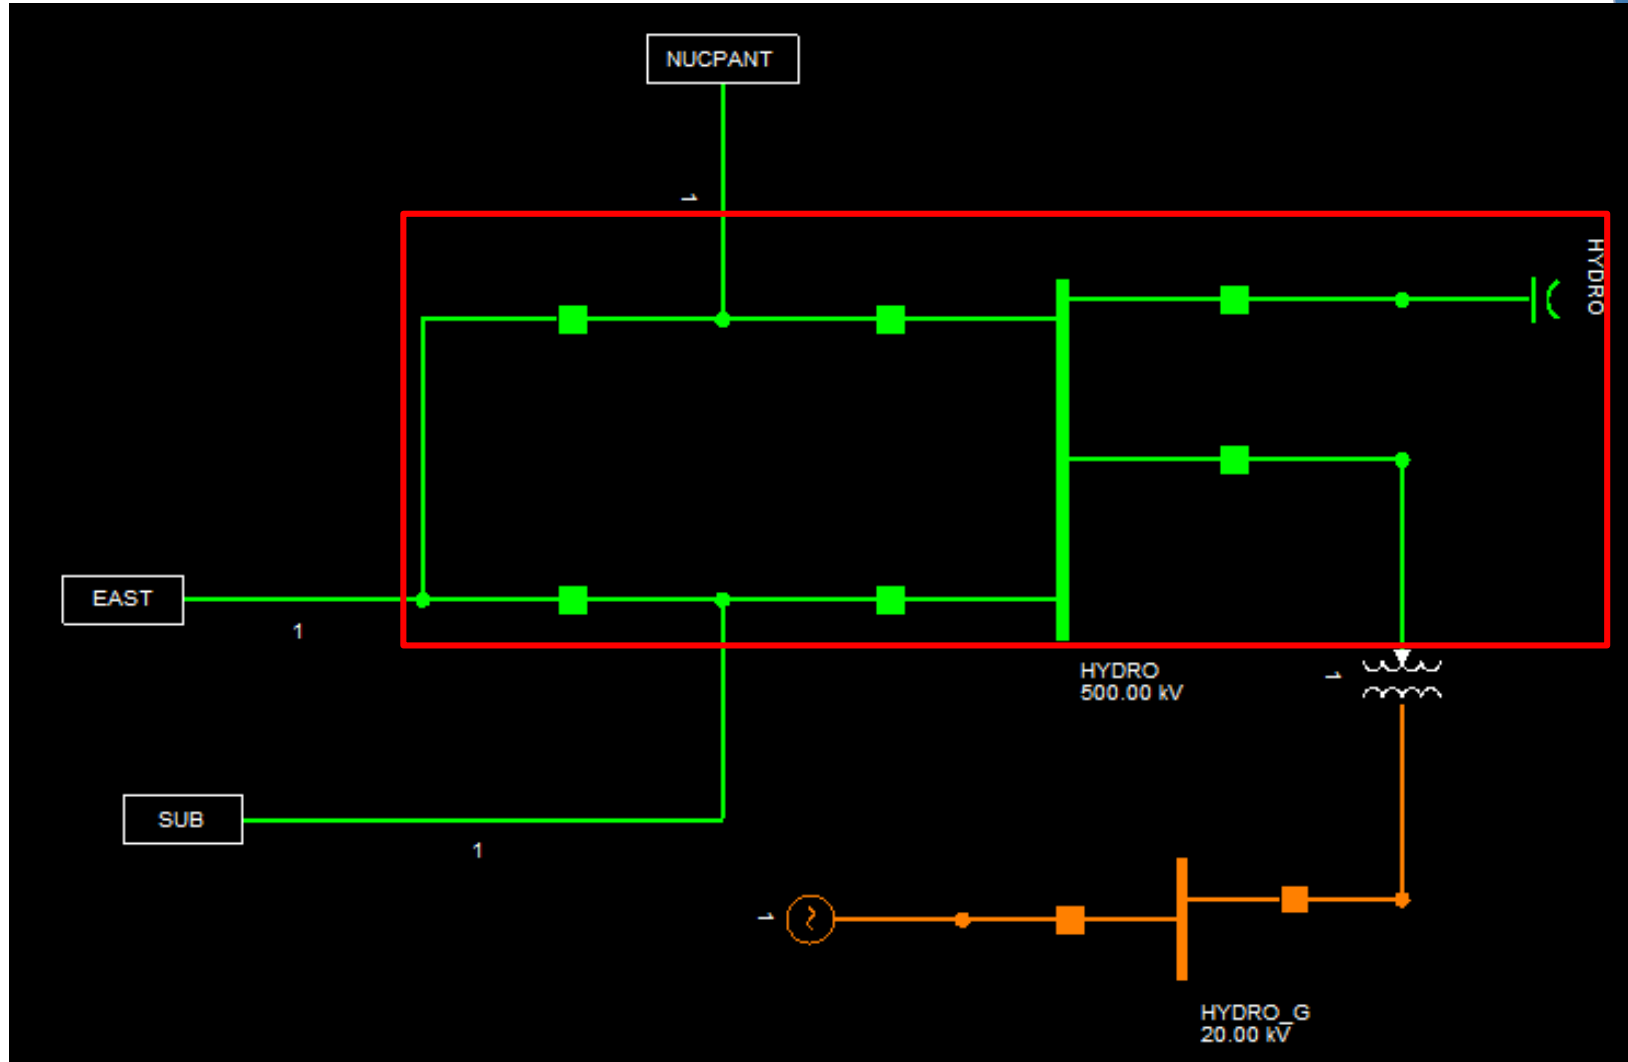 NUCPANT
1
HYDRO
EAST
1
HYDRO
500.00 kV
1
SUB
1
1
HYDRO_G
20.00 kV